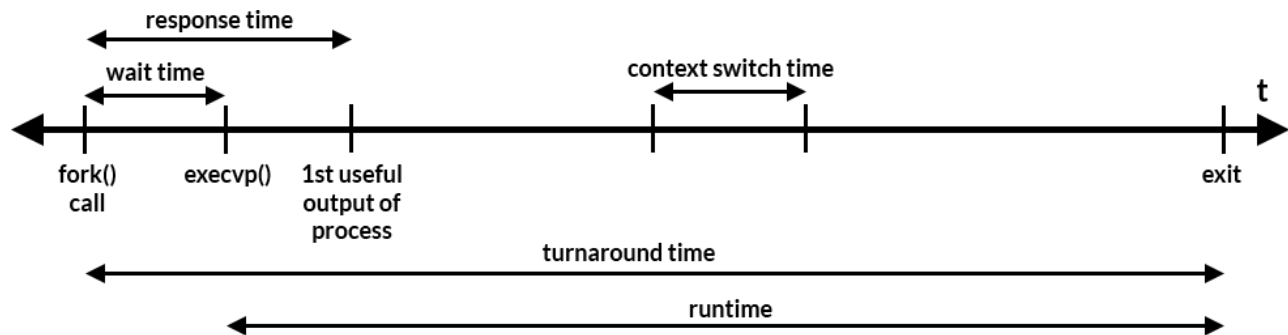 response time
wait time
context switch time
t
fork()
call
execvp()
1st useful
output of
process
exit
turnaround time
runtime